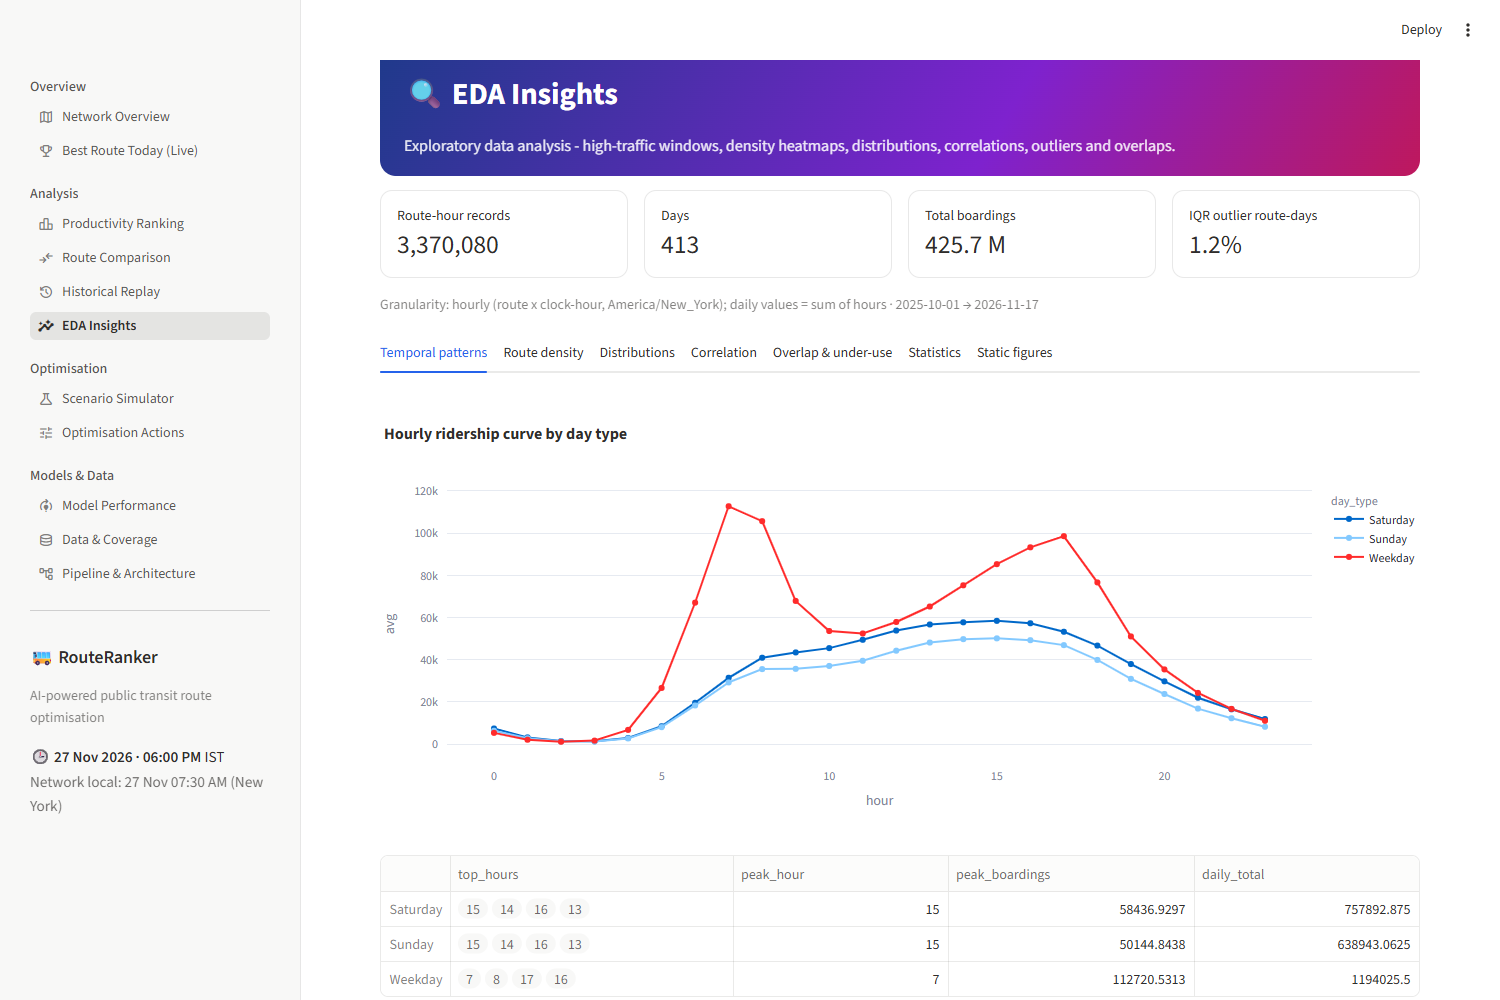 Deploy
Overview
Network Overview
Best Route Today (Live)
Analysis
Productivity Ranking
Route Comparison
Historical Replay
EDA Insights
Optimisation
Scenario Simulator
Optimisation Actions
Models & Data
Model Performance
Data & Coverage
Pipeline & Architecture
RouteRanker
AI-powered public transit route
optimisation
27 Nov 2026 · 06:00 PM IST
Network local: 27 Nov 07:30 AM (New
York)
EDA Insights
Exploratory data analysis - high-traffic windows, density heatmaps, distributions, correlations, outliers and overlaps.
Route-hour records
3,370,080
Days
413
Total boardings
425.7 M
IQR outlier route-days
1.2%
Granularity: hourly (route x clock-hour, America/New_York); daily values = sum of hours · 2025-10-01 → 2026-11-17
Temporal patterns Route density Distributions Correlation Overlap & under-use Statistics Static figures
Hourly ridership curve by day type
120k
100k
80k
60k
40k
20k
0
avg
0 5 10 15 20
hour
day_type
Saturday
Sunday
Weekday
top_hours peak_hour peak_boardings daily_total
Saturday 15 14 16 13 15 58436.9297 757892.875
Sunday 15 14 16 13 15 50144.8438 638943.0625
Weekday 7 8 17 16 7 112720.5313 1194025.5